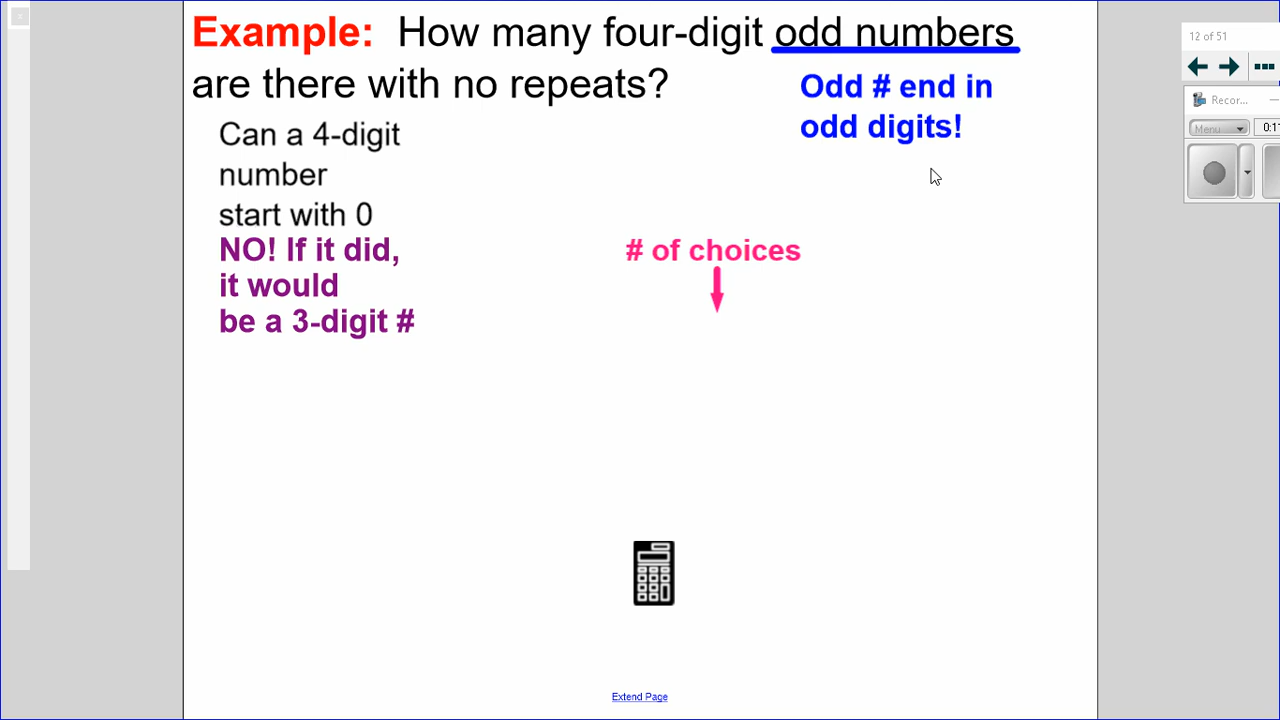 Example: How many four-digit odd numbers
are there with no repeats?
Odd # end in
odd digits!
Can a 4-digit
number
start with 0
NO! If it did,
it would
be a 3-digit #
# of choices
Extend Page
12 of 51
Recor...
Menu